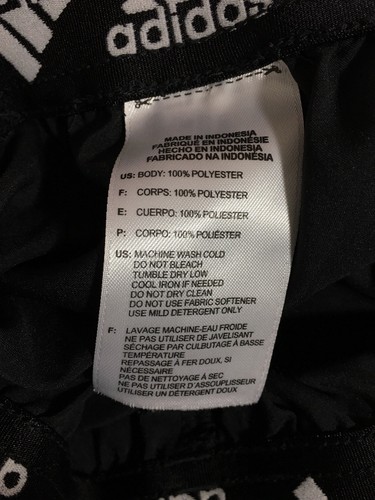 adidas
MADE IN INDONESIA
FABRIQUÉ EN INDONÉSIE
HECHO EN INDONESIA
FABRICADO NA INDONÉSIA
US: BODY: 100% POLYESTER
F: CORPS: 100% POLYESTER
E: CUERPO: 100% POLIESTER
P: CORPO: 100% POLIÉSTER
US: MACHINE WASH COLD
DO NOT BLEACH
TUMBLE DRY LOW
COOL IRON IF NEEDED
DO NOT DRY CLEAN
DO NOT USE FABRIC SOFTENER
USE MILD DETERGENT ONLY
F: LAVAGE MACHINE-EAU FROIDE
NE PAS UTILISER DE JAVELISANT
SÉCHAGE PAR CULBUTAGE À BASSE
TEMPÉRATURE
REPASSAGE À FER DOUX, SI
NÉCESSAIRE
PAS DE NETTOYAGE À SEC
NE PAS UTILISER D'ASSOUPLISEUR
UTILISER UN DÉTERGENT DOUX